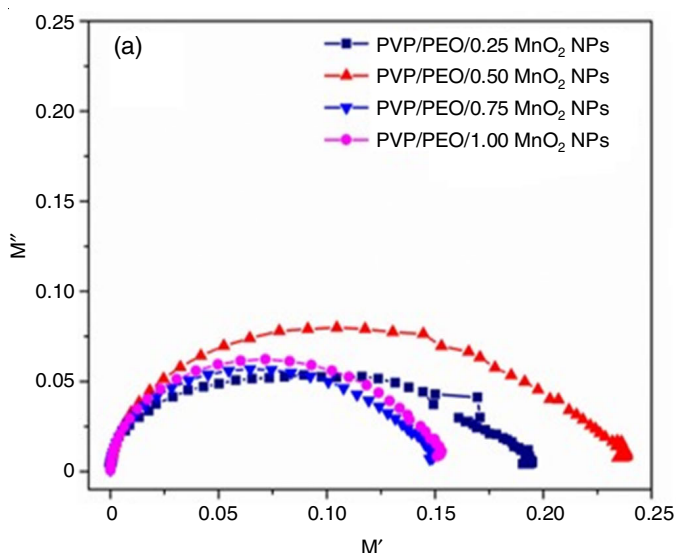 (a)
PVP/PEO/0.25 MnO₂ NPs
PVP/PEO/0.50 MnO₂ NPs
PVP/PEO/0.75 MnO₂ NPs
PVP/PEO/1.00 MnO₂ NPs
0.25
0.20
0.15
0.10
0.05
0
M″
0 0.05 0.10 0.15 0.20 0.25
M′